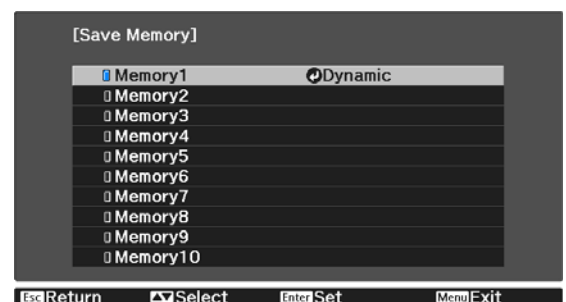 [Save Memory]
Memory1 Dynamic
Memory2
Memory3
Memory4
Memory5
Memory6
Memory7
Memory8
Memory9
Memory10
Esc Return Select Enter Set Menu Exit